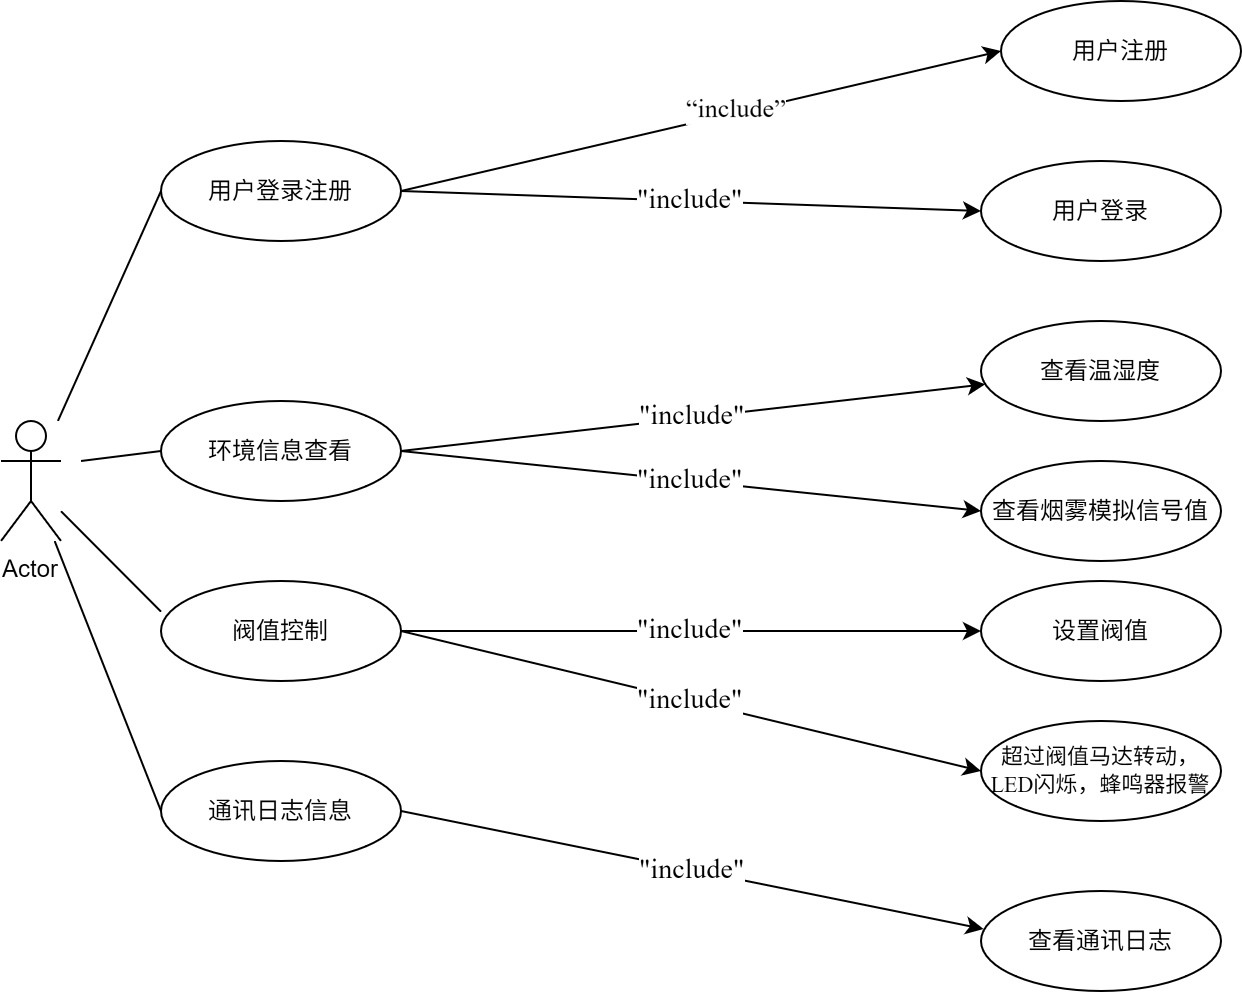 用户注册
“include”
用户登录注册
"include"
用户登录
查看温湿度
"include"
环境信息查看
"include"
查看烟雾模拟信号值
Actor
阀值控制
"include"
设置阀值
"include"
超过阀值马达转动，
LED闪烁，蜂鸣器报警
通讯日志信息
"include"
查看通讯日志